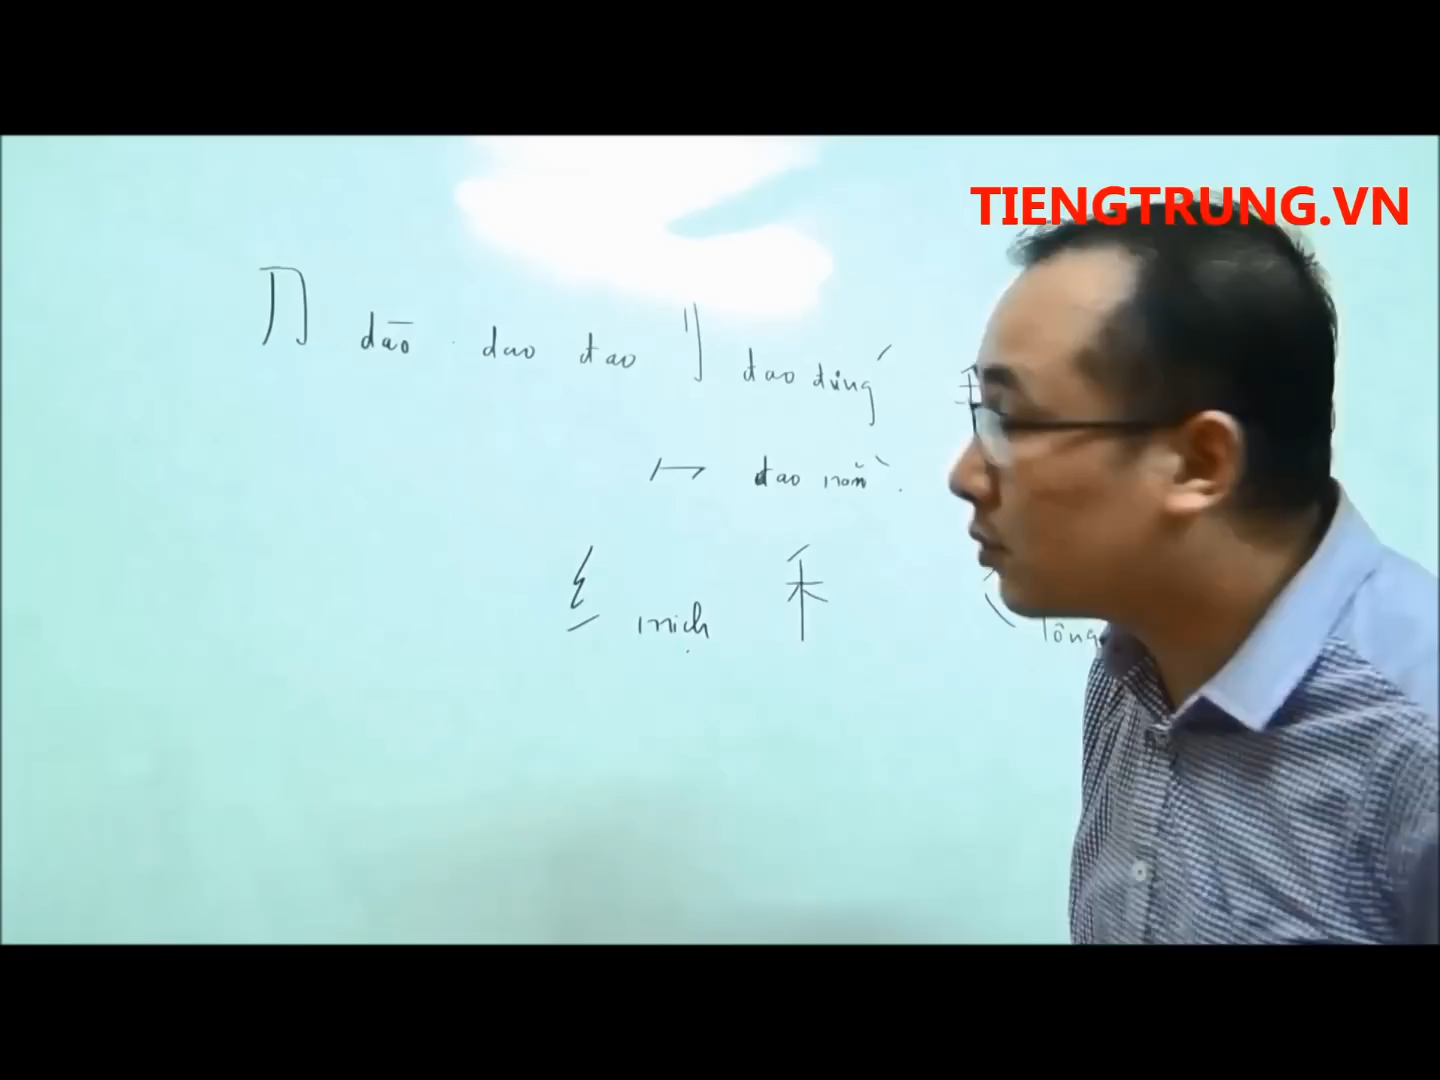 TIENGTRUNG.VN
刀 dāo. dao đao 刂 đao đứng
đao nằm.
纟 mịch 禾